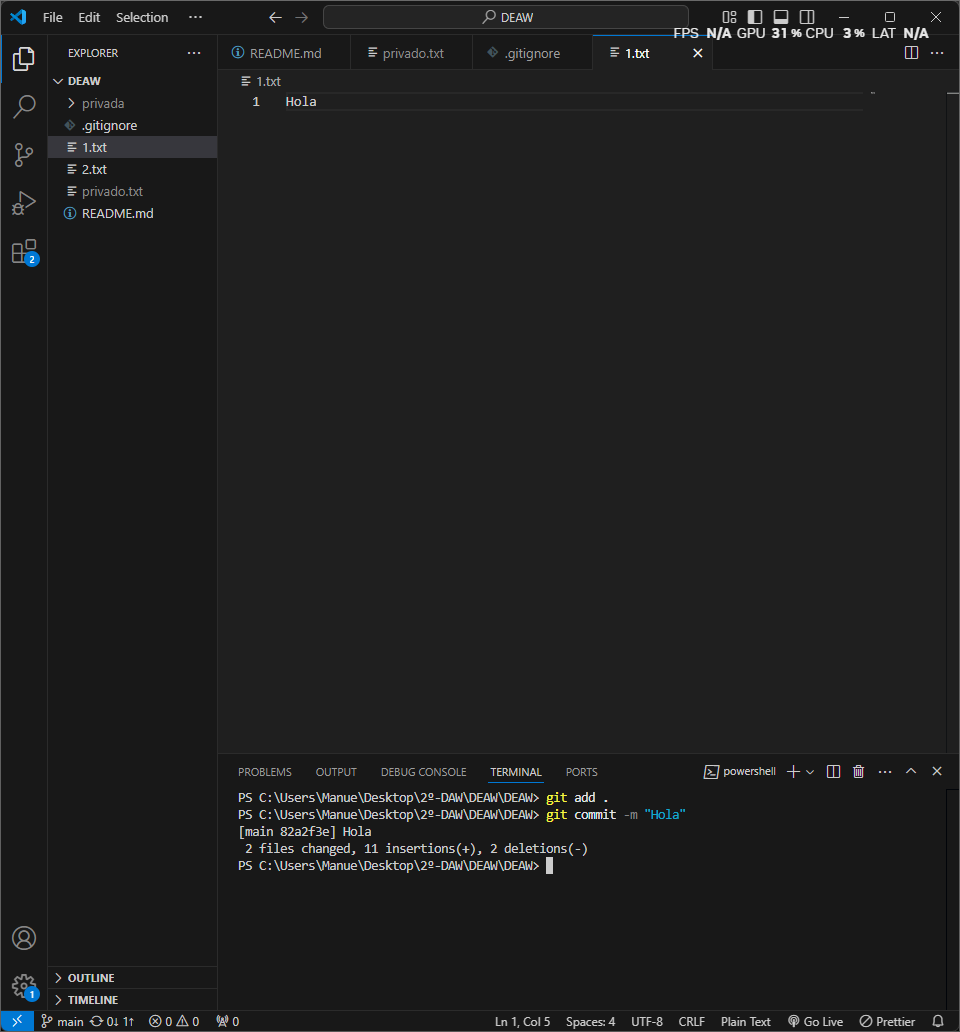 File Edit Selection ··· DEAW
FPS N/A GPU 31 % CPU 3 % LAT N/A
EXPLORER ···
DEAW
privada
.gitignore
1.txt
2.txt
privado.txt
README.md
2
README.md privado.txt .gitignore 1.txt
1.txt
1 Hola
PROBLEMS OUTPUT DEBUG CONSOLE TERMINAL PORTS powershell
PS C:\Users\Manue\Desktop\2º-DAW\DEAW\DEAW> git add .
PS C:\Users\Manue\Desktop\2º-DAW\DEAW\DEAW> git commit -m "Hola"
[main 82a2f3e] Hola
2 files changed, 11 insertions(+), 2 deletions(-)
PS C:\Users\Manue\Desktop\2º-DAW\DEAW\DEAW>
OUTLINE
TIMELINE
1
main 0↓ 1↑ 0 0 0 Ln 1, Col 5 Spaces: 4 UTF-8 CRLF Plain Text Go Live Prettier